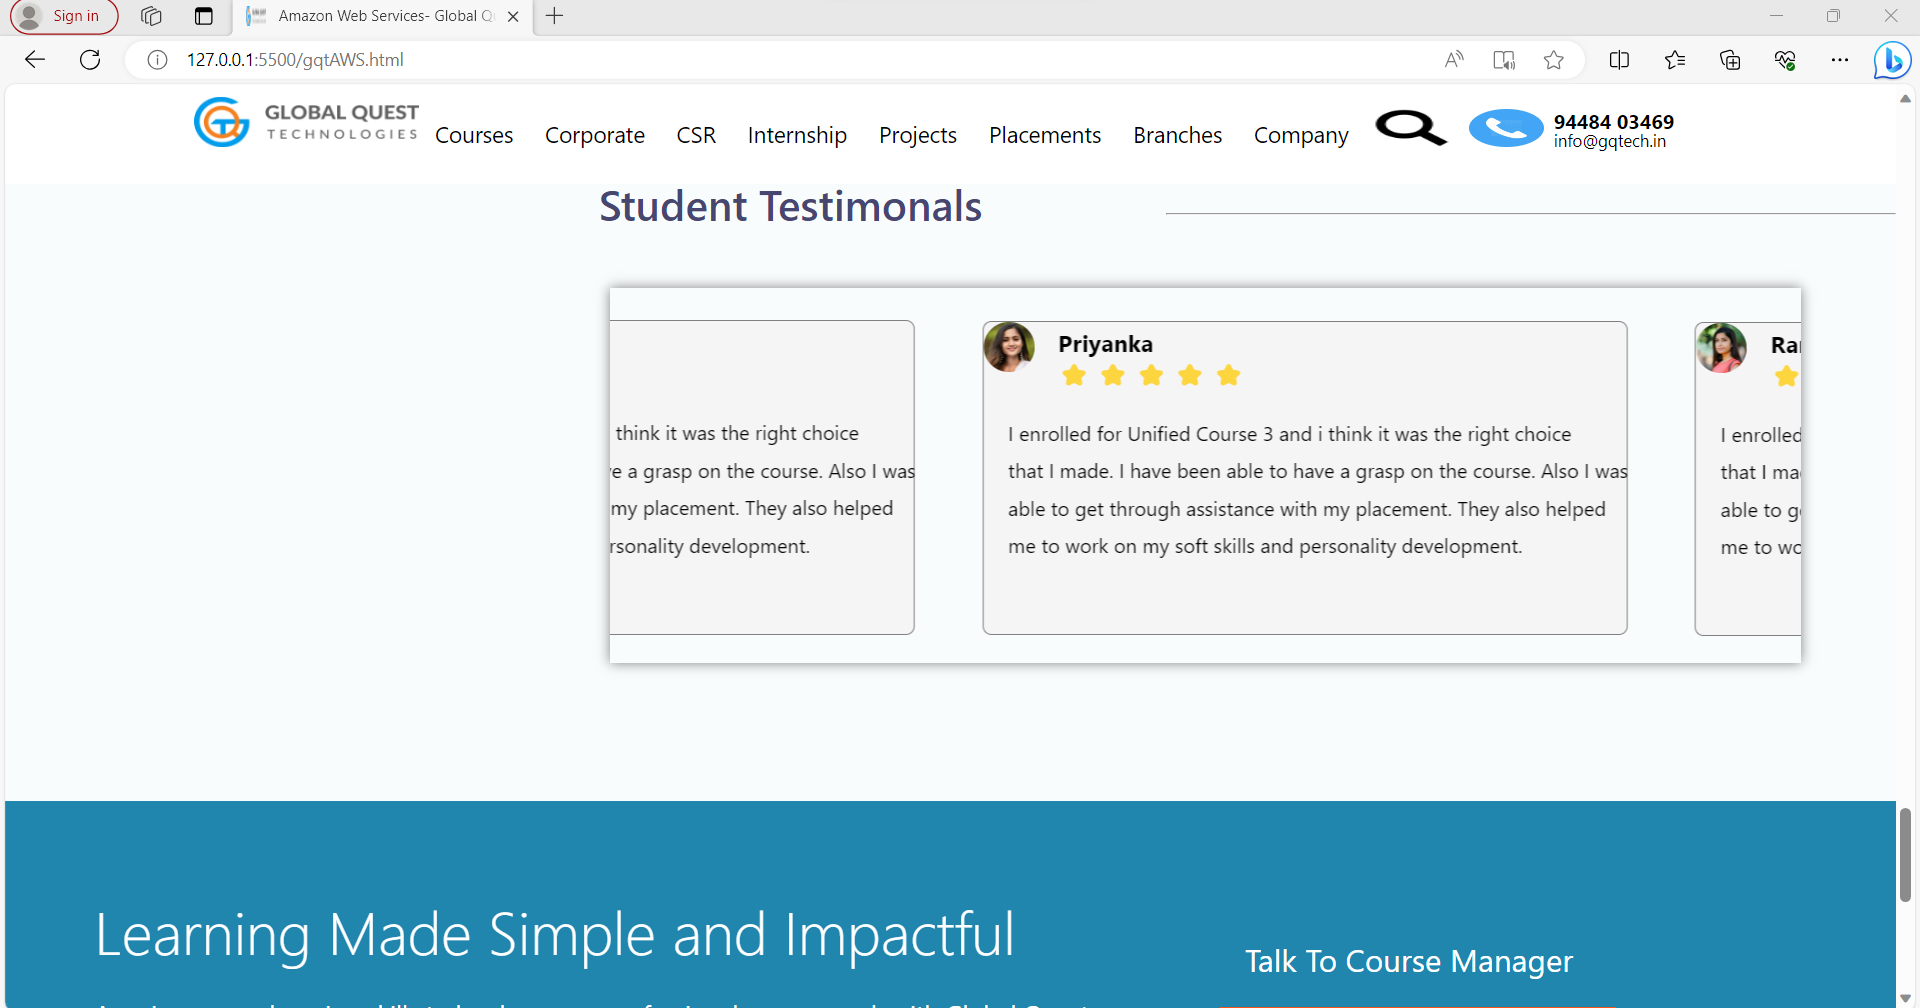 Sign in
Amazon Web Services- Global Q
127.0.0.1:5500/gqtAWS.html
GLOBAL QUEST
TECHNOLOGIES
Courses Corporate CSR Internship Projects Placements Branches Company
94484 03469
info@gqtech.in
Student Testimonals
think it was the right choice
e a grasp on the course. Also I was
my placement. They also helped
rsonality development.
Priyanka
I enrolled for Unified Course 3 and i think it was the right choice
that I made. I have been able to have a grasp on the course. Also I was
able to get through assistance with my placement. They also helped
me to work on my soft skills and personality development.
Ra
I enrolled
that I ma
able to g
me to wo
Learning Made Simple and Impactful
Talk To Course Manager